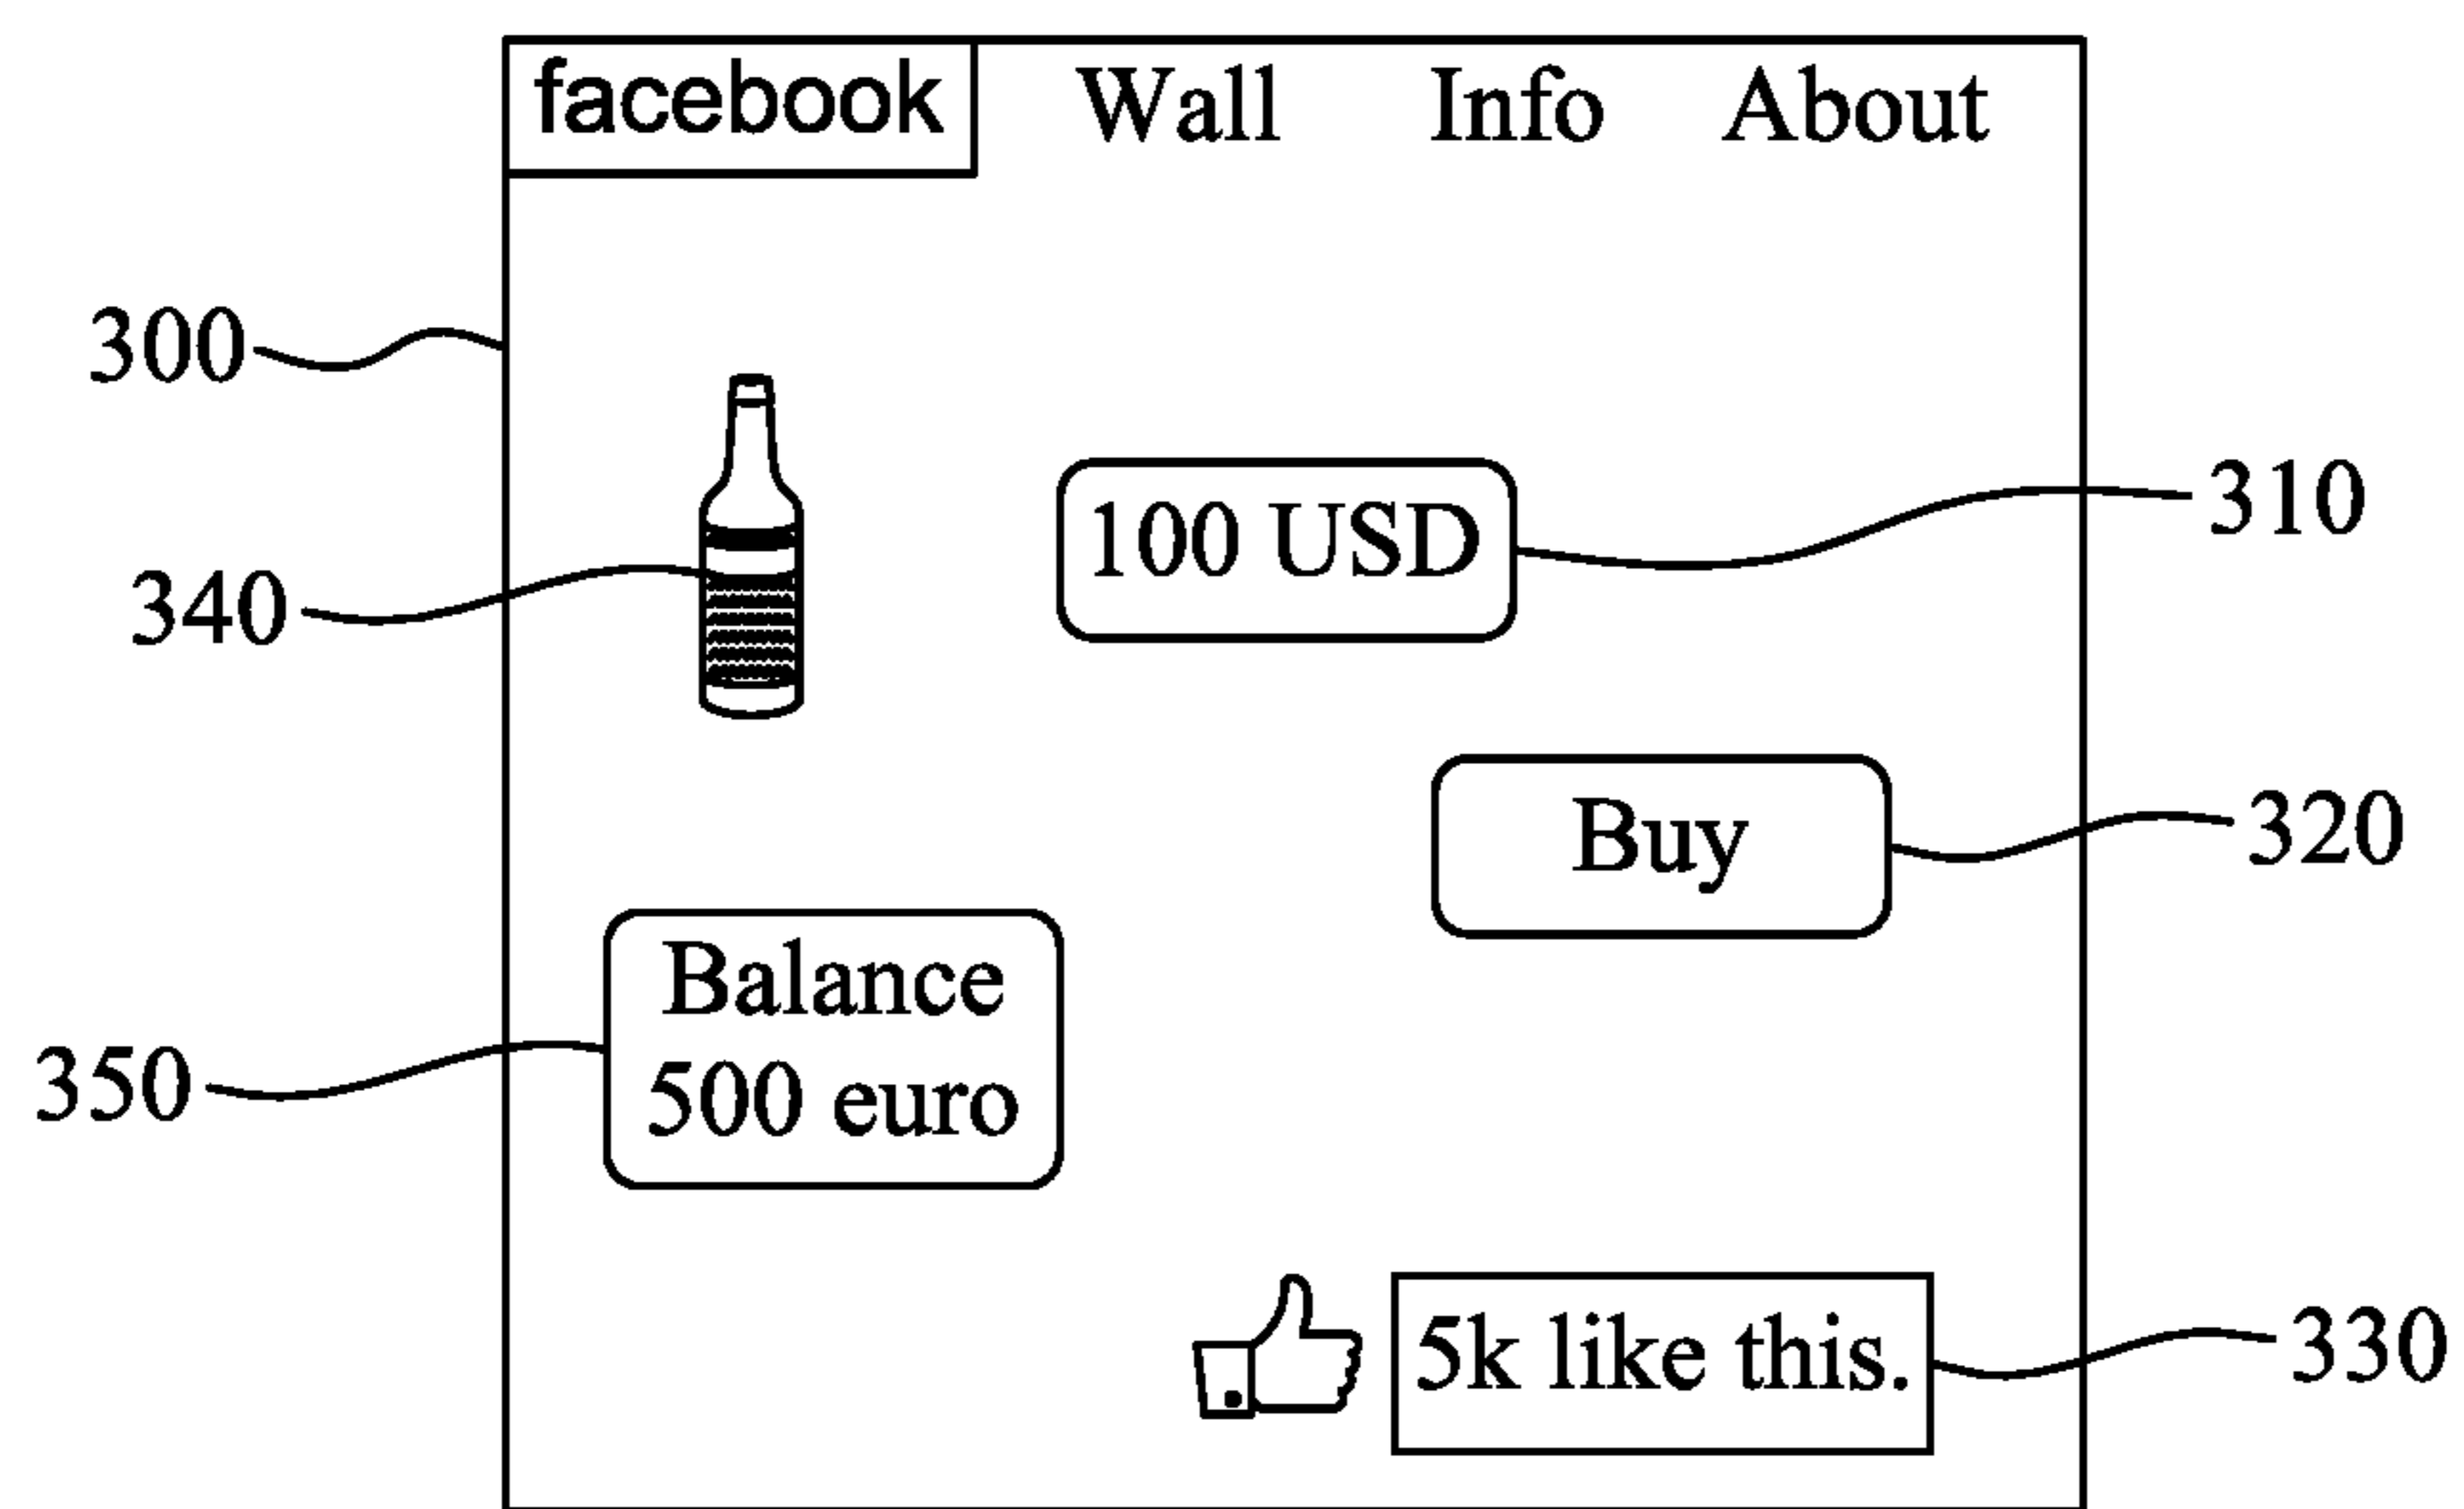 facebook Wall Info About
300
310
100 USD
340
320
Buy
Balance
500 euro
350
330
5k like this.